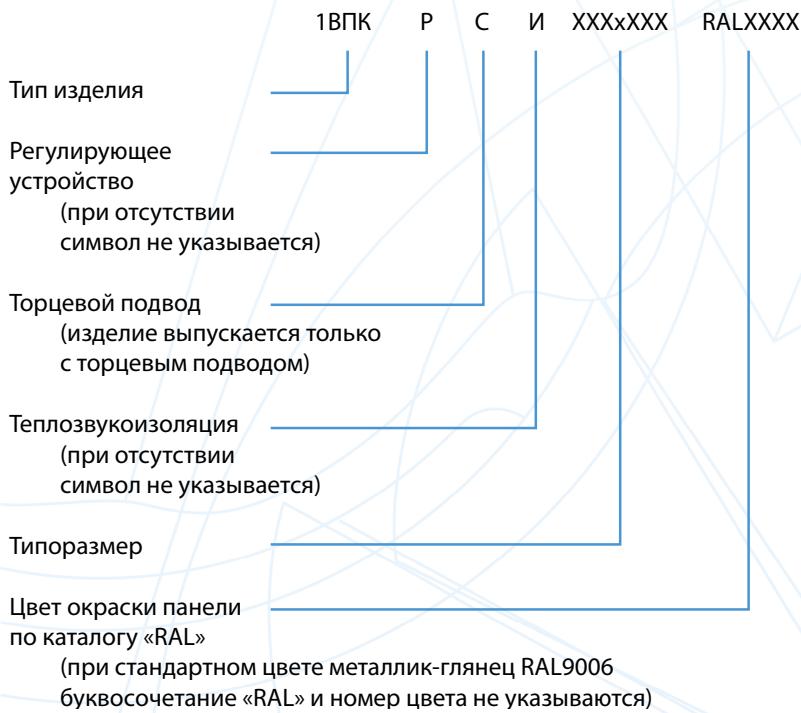 1ВПК Р С И XXXxXXX RALXXXX
Тип изделия
Регулирующее
устройство
(при отсутствии
символ не указывается)
Торцевой подвод
(изделие выпускается только
с торцевым подводом)
Теплозвукоизоляция
(при отсутствии
символ не указывается)
Типоразмер
Цвет окраски панели
по каталогу «RAL»
(при стандартном цвете металлик-глянец RAL9006
буквосочетание «RAL» и номер цвета не указываются)